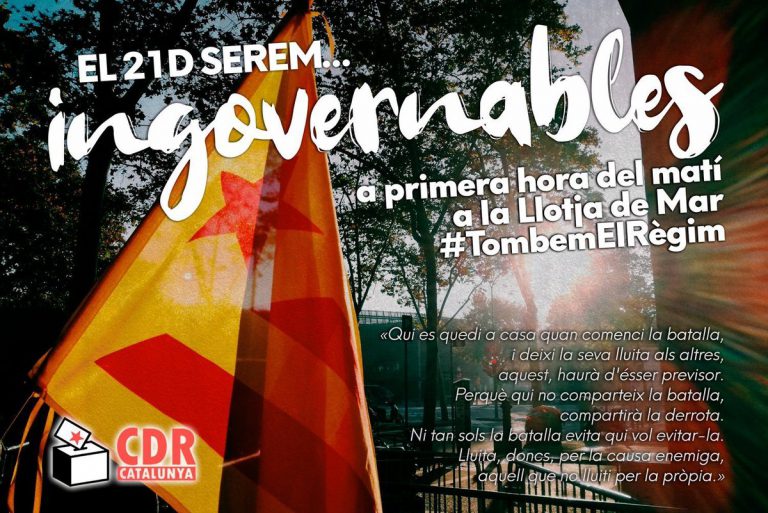 EL 21D SEREM...
ingovernables
a primera hora del matí
a la Llotja de Mar
#TombemElRègim
«Qui es quedi a casa quan comenci la batalla,
i deixi la seva lluita als altres,
aquest, haurà d'ésser previsor.
Perquè qui no comparteix la batalla,
compartirà la derrota.
Ni tan sols la batalla evita qui vol evitar-la.
Lluita, doncs, per la causa enemiga,
aquell que no lluiti per la pròpia.»
CDR
CATALUNYA